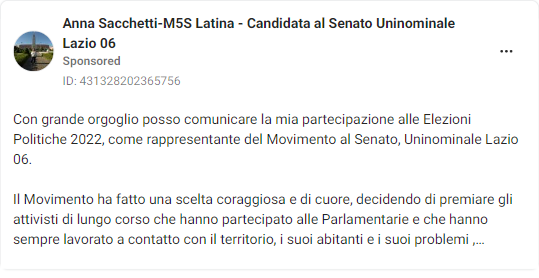 Anna Sacchetti-M5S Latina - Candidata al Senato Uninominale
Lazio 06
Sponsored
ID: 431328202365756
Con grande orgoglio posso comunicare la mia partecipazione alle Elezioni
Politiche 2022, come rappresentante del Movimento al Senato, Uninominale Lazio
06.
Il Movimento ha fatto una scelta coraggiosa e di cuore, decidendo di premiare gli
attivisti di lungo corso che hanno partecipato alle Parlamentarie e che hanno
sempre lavorato a contatto con il territorio, i suoi abitanti e i suoi problemi ,...